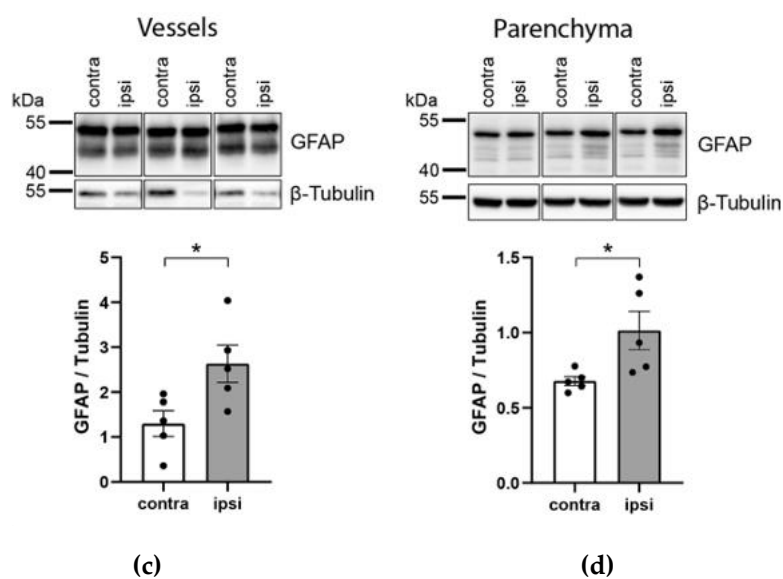 Vessels
contra ipsi contra ipsi contra ipsi
kDa
55
GFAP
40
55
β-Tubulin
*
GFAP / Tubulin
5
4
3
2
1
0
contra ipsi
(c)
Parenchyma
contra ipsi contra ipsi contra ipsi
kDa
55
GFAP
40
55
β-Tubulin
*
GFAP / Tubulin
1.5
1.0
0.5
0.0
contra ipsi
(d)